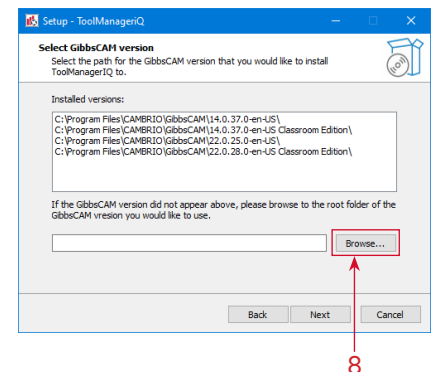 Setup - ToolManageriQ
Select GibbsCAM version
Select the path for the GibbsCAM version that you would like to install
ToolManagerIQ to.
Installed versions:
C:\Program Files\CAMBRIO\GibbsCAM\14.0.37.0-en-US\
C:\Program Files\CAMBRIO\GibbsCAM\14.0.37.0-en-US Classroom Edition\
C:\Program Files\CAMBRIO\GibbsCAM\22.0.25.0-en-US\
C:\Program Files\CAMBRIO\GibbsCAM\22.0.28.0-en-US Classroom Edition\
If the GibbsCAM version did not appear above, please browse to the root folder of the
GibbsCAM vresion you would like to use.
Browse...
Back Next Cancel
8